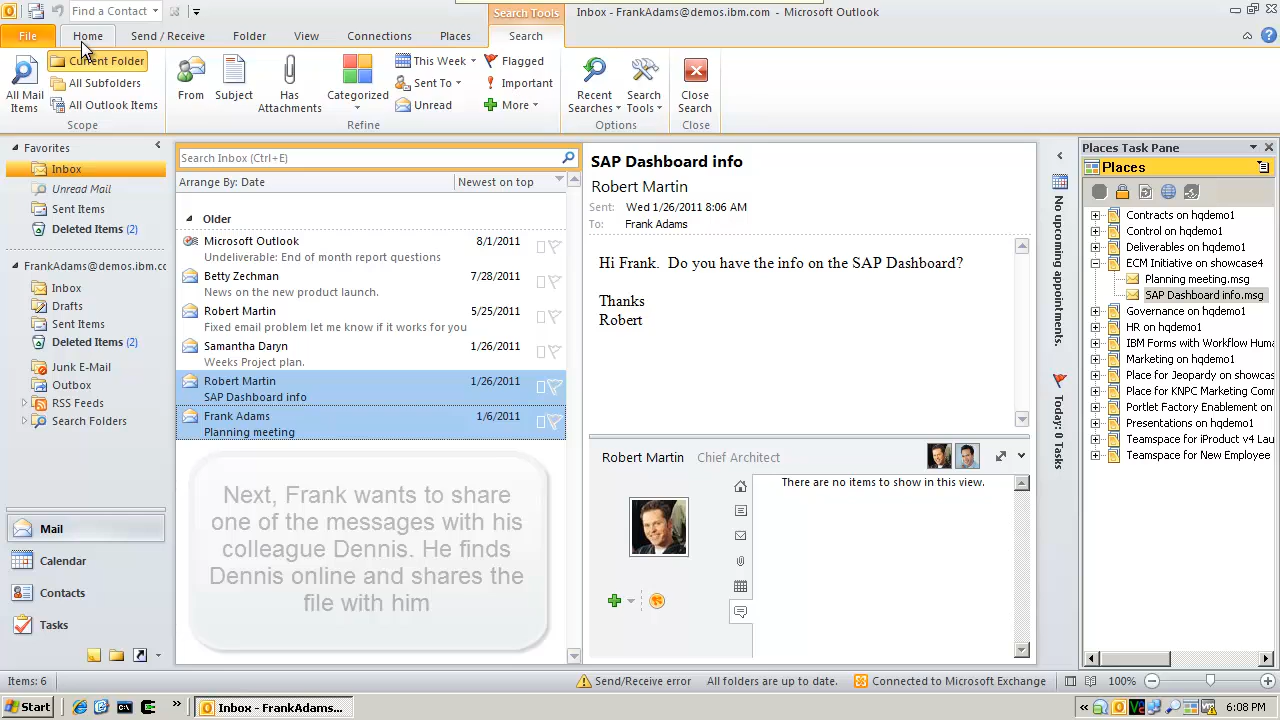 Find a Contact
Search Tools
Inbox - FrankAdams@demos.ibm.com - Microsoft Outlook
File
Home
Send / Receive
Folder
View
Connections
Places
Search
All Mail
Items
Current Folder
All Subfolders
All Outlook Items
Scope
From
Subject
Has
Attachments
Categorized
This Week
Sent To
Unread
Flagged
Important
More
Refine
Recent
Searches
Search
Tools
Options
Close
Search
Close
Favorites
Inbox
Unread Mail
Sent Items
Deleted Items (2)
FrankAdams@demos.ibm.cc
Inbox
Drafts
Sent Items
Deleted Items (2)
Junk E-Mail
Outbox
RSS Feeds
Search Folders
Mail
Calendar
Contacts
Tasks
Search Inbox (Ctrl+E)
Arrange By: Date
Newest on top
Older
Microsoft Outlook 8/1/2011
Undeliverable: End of month report questions
Betty Zechman 7/28/2011
News on the new product launch.
Robert Martin 5/25/2011
Fixed email problem let me know if it works for you
Samantha Daryn 1/26/2011
Weeks Project plan.
Robert Martin 1/26/2011
SAP Dashboard info
Frank Adams 1/6/2011
Planning meeting
Next, Frank wants to share
one of the messages with his
colleague Dennis. He finds
Dennis online and shares the
file with him
SAP Dashboard info
Robert Martin
Sent: Wed 1/26/2011 8:06 AM
To: Frank Adams
Hi Frank. Do you have the info on the SAP Dashboard?
Thanks
Robert
Robert Martin Chief Architect
There are no items to show in this view.
No upcoming appointments.
Today: 0 Tasks
Places Task Pane
Places
Contracts on hqdemo1
Control on hqdemo1
Deliverables on hqdemo1
ECM Initiative on showcase4
Planning meeting.msg
SAP Dashboard info.msg
Governance on hqdemo1
HR on hqdemo1
IBM Forms with Workflow Human
Marketing on hqdemo1
Place for Jeopardy on showcas
Place for KNPC Marketing Comm
Portlet Factory Enablement on
Presentations on hqdemo1
Teamspace for iProduct v4 Lau
Teamspace for New Employee
Items: 6
Send/Receive error
All folders are up to date.
Connected to Microsoft Exchange
100%
Start
Inbox - FrankAdams...
6:08 PM